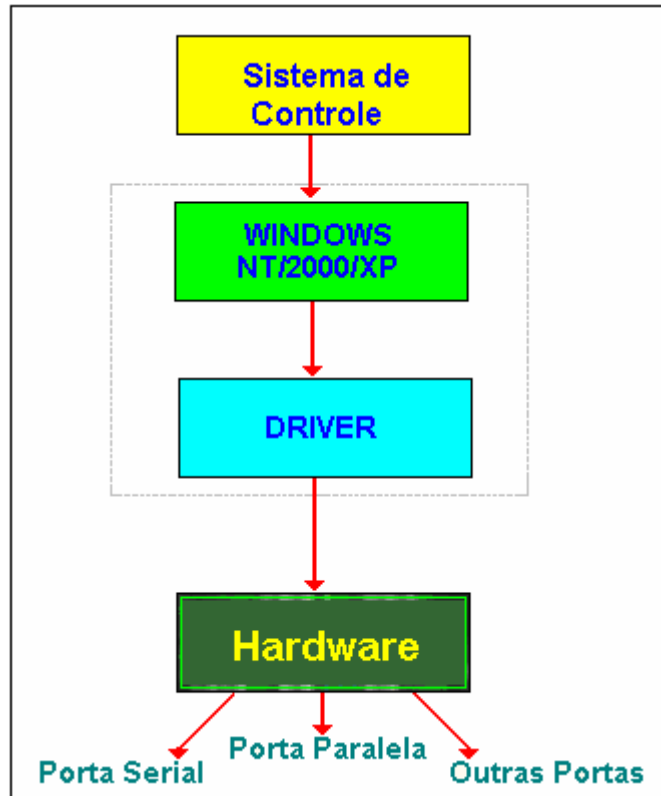 Sistema de
Controle
WINDOWS
NT/2000/XP
DRIVER
Hardware
Porta Serial
Porta Paralela
Outras Portas